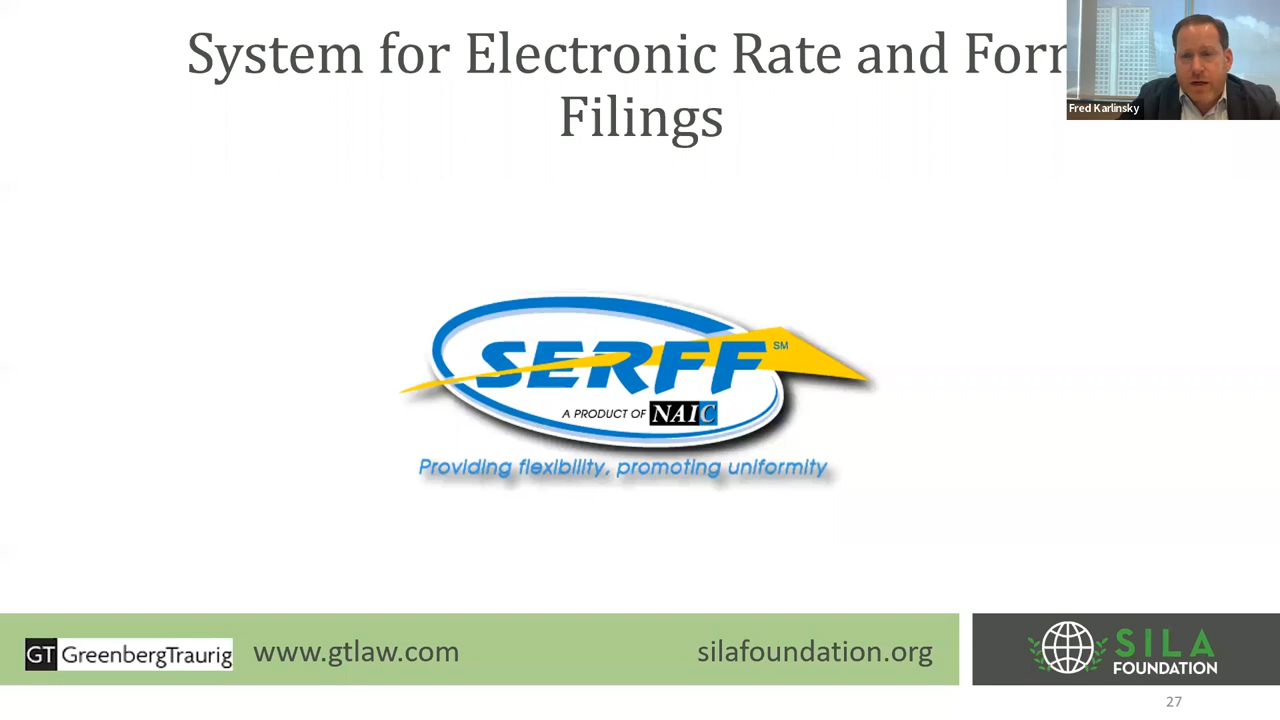 System for Electronic Rate and For
Filings
Fred Karlinsky
SERFF SM
A PRODUCT OF NAIC
Providing flexibility, promoting uniformity
GT GreenbergTraurig
www.gtlaw.com
silafoundation.org
SILA
FOUNDATION
27